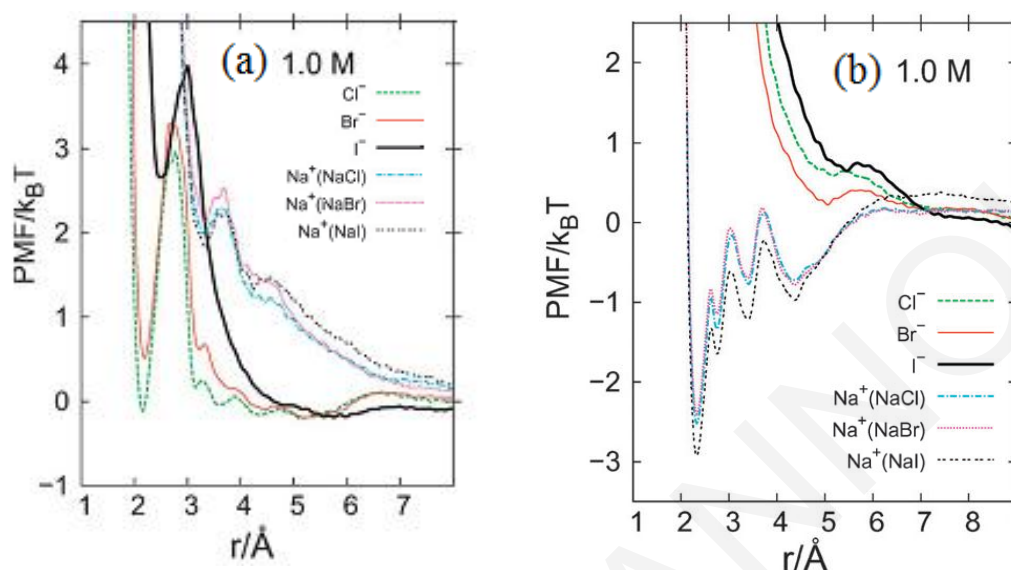 (a) 1.0 M
Cl⁻
Br⁻
I⁻
Na⁺(NaCl)
Na⁺(NaBr)
Na⁺(NaI)
PMF/k_BT
4
3
2
1
0
−1
1 2 3 4 5 6 7
r/Å
(b) 1.0 M
Cl⁻
Br⁻
I⁻
Na⁺(NaCl)
Na⁺(NaBr)
Na⁺(NaI)
PMF/k_BT
2
1
0
−1
−2
−3
1 2 3 4 5 6 7 8
r/Å